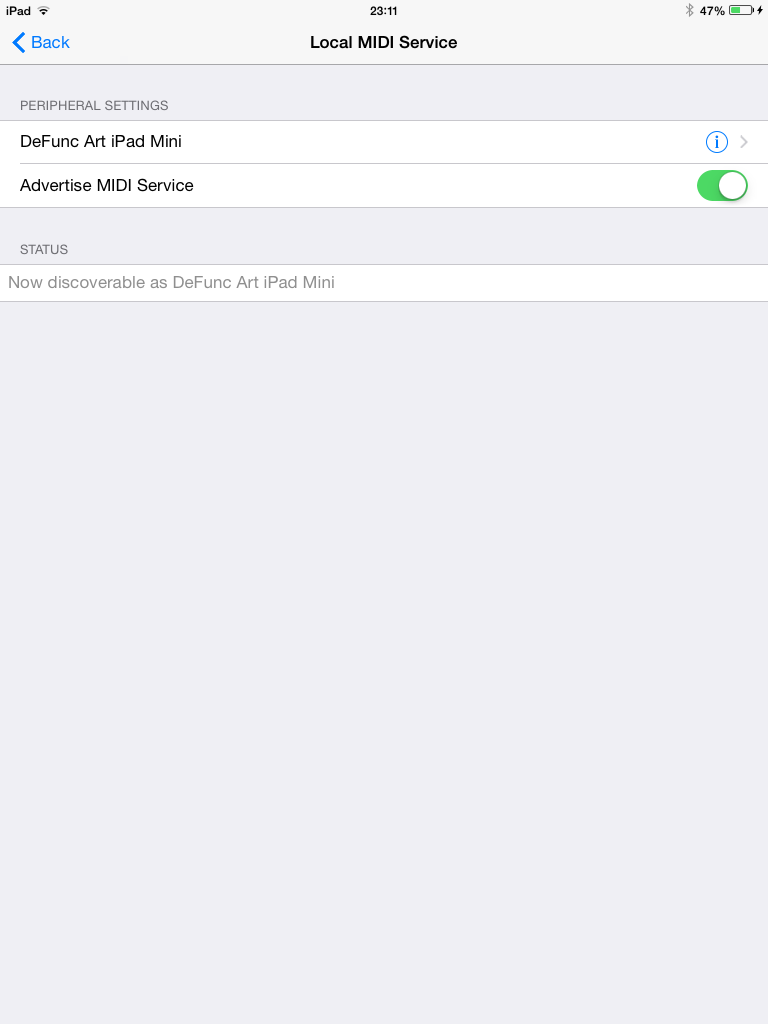 iPad 23:11 47%
Back Local MIDI Service
PERIPHERAL SETTINGS
DeFunc Art iPad Mini
Advertise MIDI Service
STATUS
Now discoverable as DeFunc Art iPad Mini